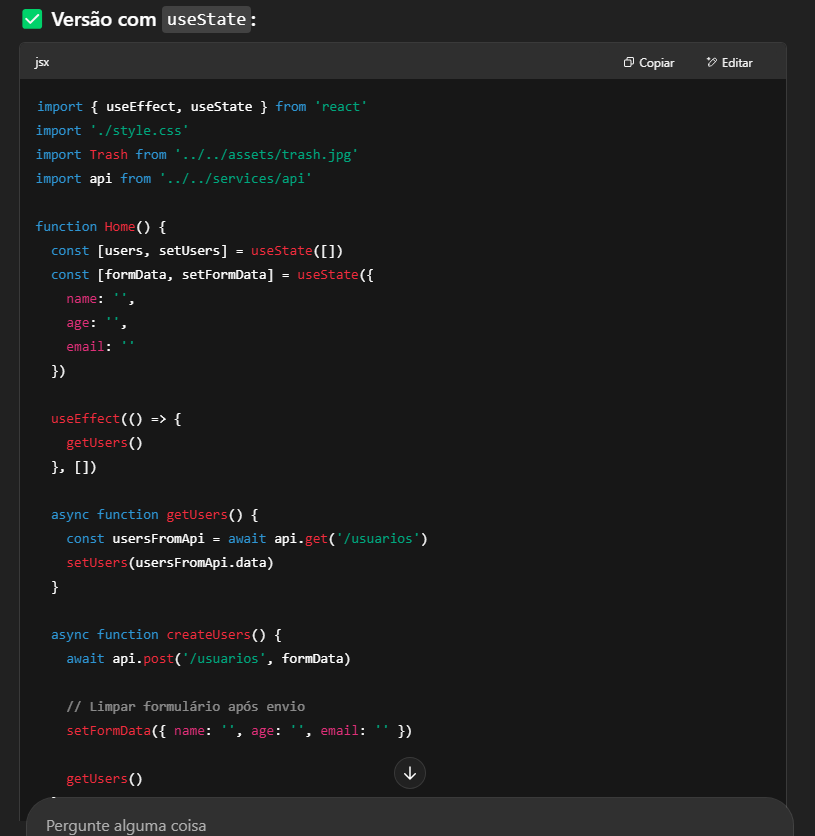 ✅ Versão com useState:
jsx
Copiar
Editar
import { useEffect, useState } from 'react'
import './style.css'
import Trash from '../../assets/trash.jpg'
import api from '../../services/api'
function Home() {
  const [users, setUsers] = useState([])
  const [formData, setFormData] = useState({
    name: '',
    age: '',
    email: ''
  })
  useEffect(() => {
    getUsers()
  }, [])
  async function getUsers() {
    const usersFromApi = await api.get('/usuarios')
    setUsers(usersFromApi.data)
  }
  async function createUsers() {
    await api.post('/usuarios', formData)
    // Limpar formulário após envio
    setFormData({ name: '', age: '', email: '' })
    getUsers()
Pergunte alguma coisa